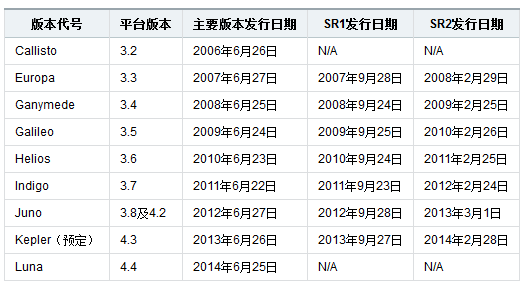 版本代号 平台版本 主要版本发行日期 SR1发行日期 SR2发行日期
Callisto 3.2 2006年6月26日 N/A N/A
Europa 3.3 2007年6月27日 2007年9月28日 2008年2月29日
Ganymede 3.4 2008年6月25日 2008年9月24日 2009年2月25日
Galileo 3.5 2009年6月24日 2009年9月25日 2010年2月26日
Helios 3.6 2010年6月23日 2010年9月24日 2011年2月25日
Indigo 3.7 2011年6月22日 2011年9月23日 2012年2月24日
Juno 3.8及4.2 2012年6月27日 2012年9月28日 2013年3月1日
Kepler（预定） 4.3 2013年6月26日 2013年9月27日 2014年2月28日
Luna 4.4 2014年6月25日 N/A N/A